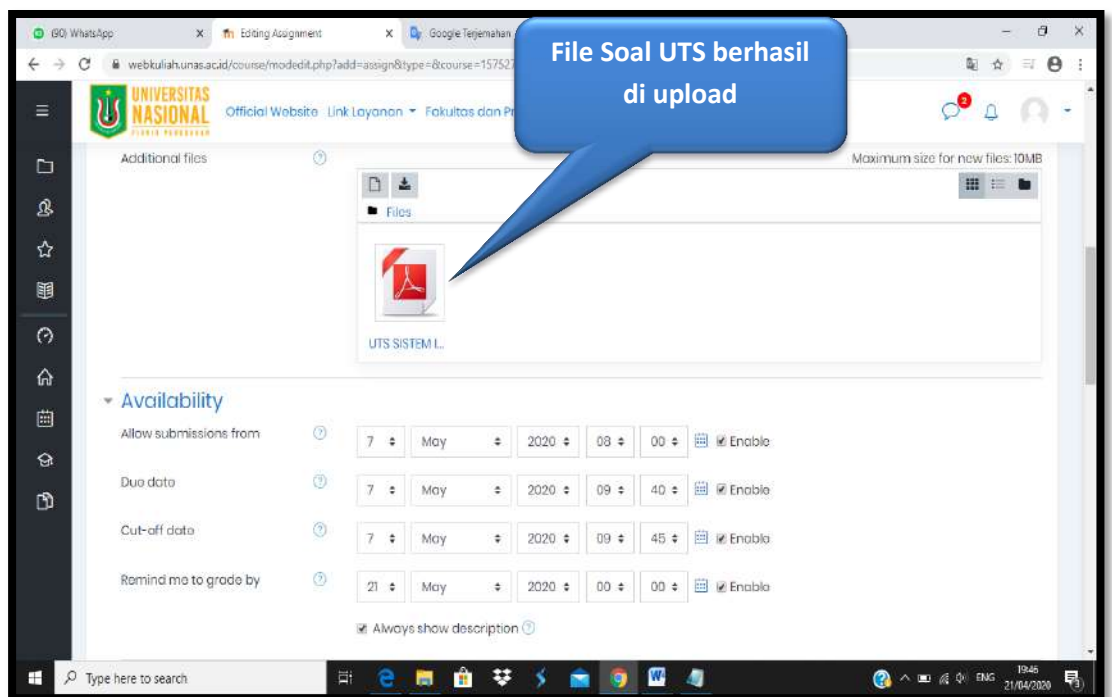 (90) WhatsApp
Editing Assignment
Google Terjemahan
File Soal UTS berhasil
di upload
webkuliah.unas.ac.id/course/modedit.php?add=assign&type=&course=157527
UNIVERSITAS
NASIONAL
Official Website Link Layanan Fakultas dan Pr
2
Additional files
Maximum size for new files: 10MB
Files
UTS SISTEM I...
Availability
Allow submissions from 7 May 2020 08 00 Enable
Due date 7 May 2020 09 40 Enable
Cut-off date 7 May 2020 09 45 Enable
Remind me to grade by 21 May 2020 00 00 Enable
Always show description
Type here to search
ENG
19:46
21/04/2020
3